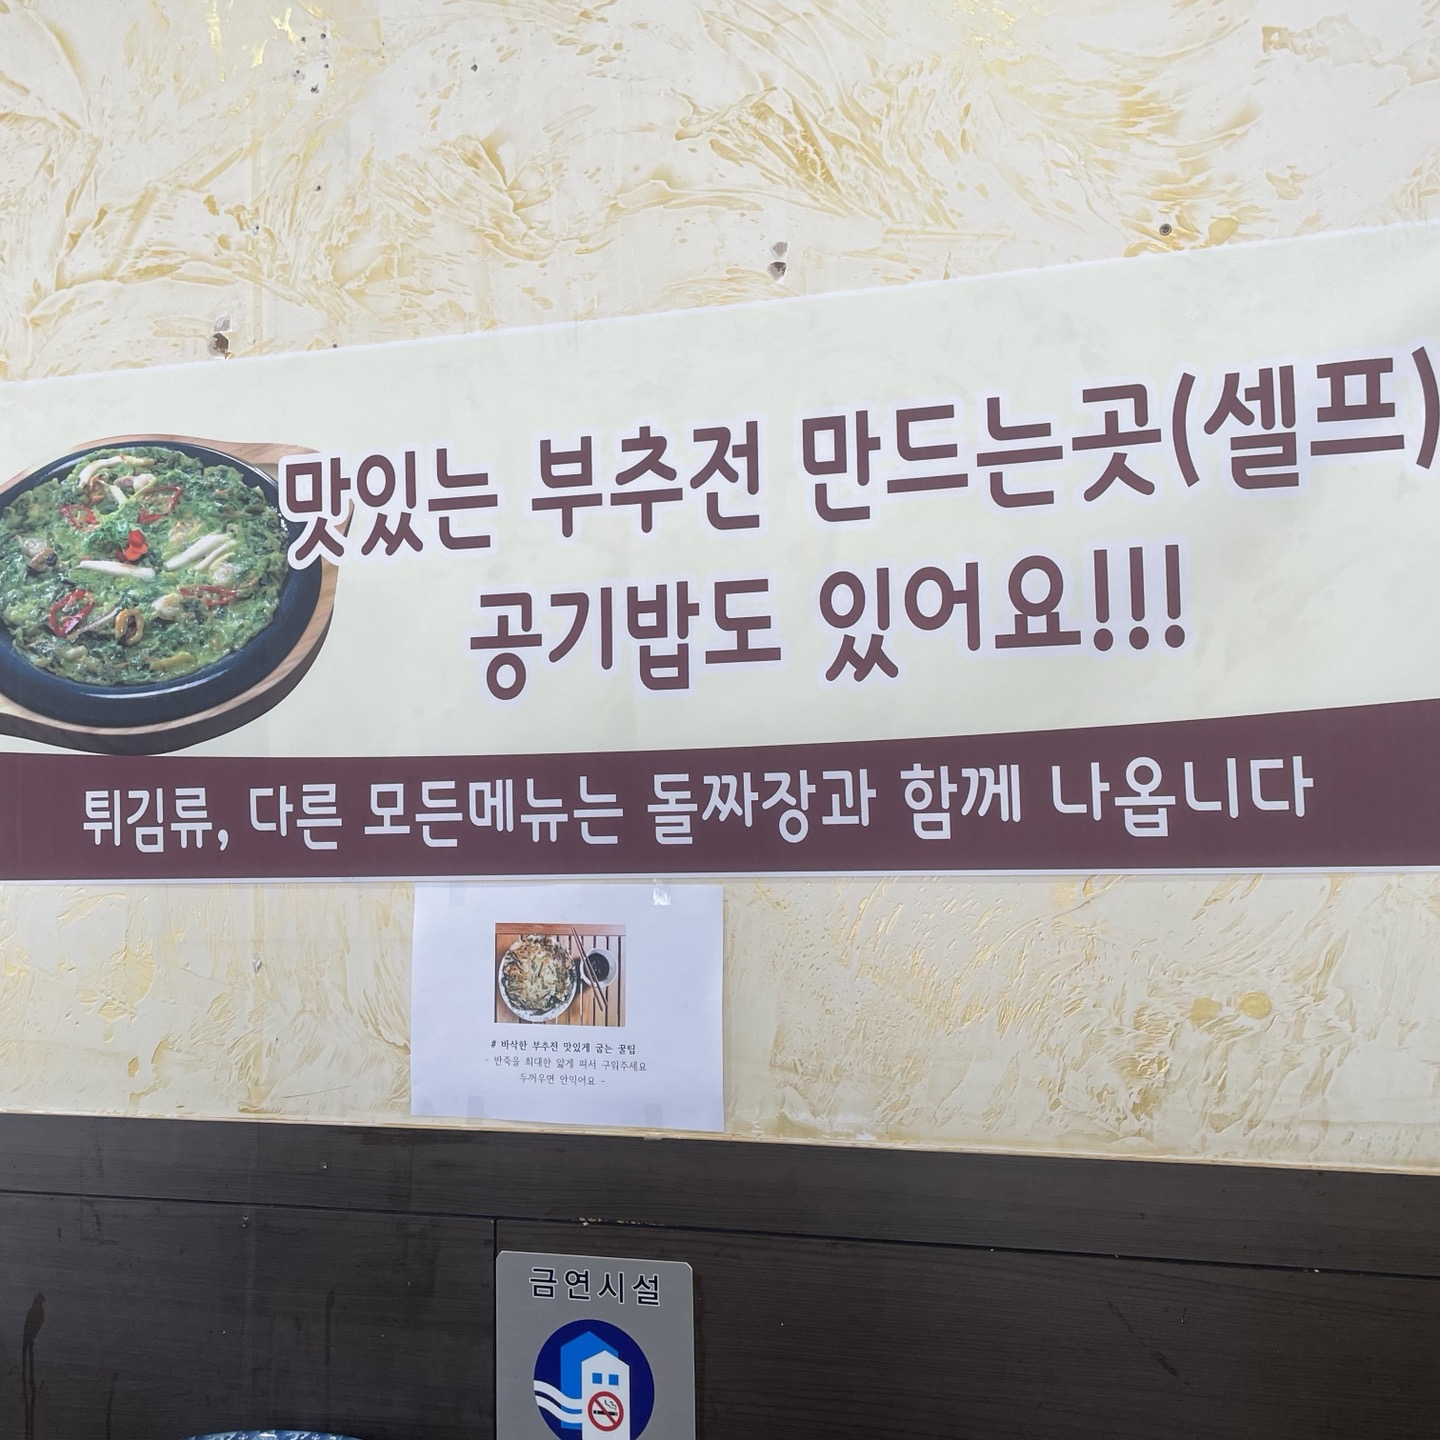 맛있는 부추전 만드는곳(셀프)
공기밥도 있어요!!!
튀김류, 다른 모든메뉴는 돌짜장과 함께 나옵니다
# 바삭한 부추전 맛있게 굽는 꿀팁
- 반죽을 최대한 얇게 펴서 구워주세요
두꺼우면 안익어요 -
금연시설